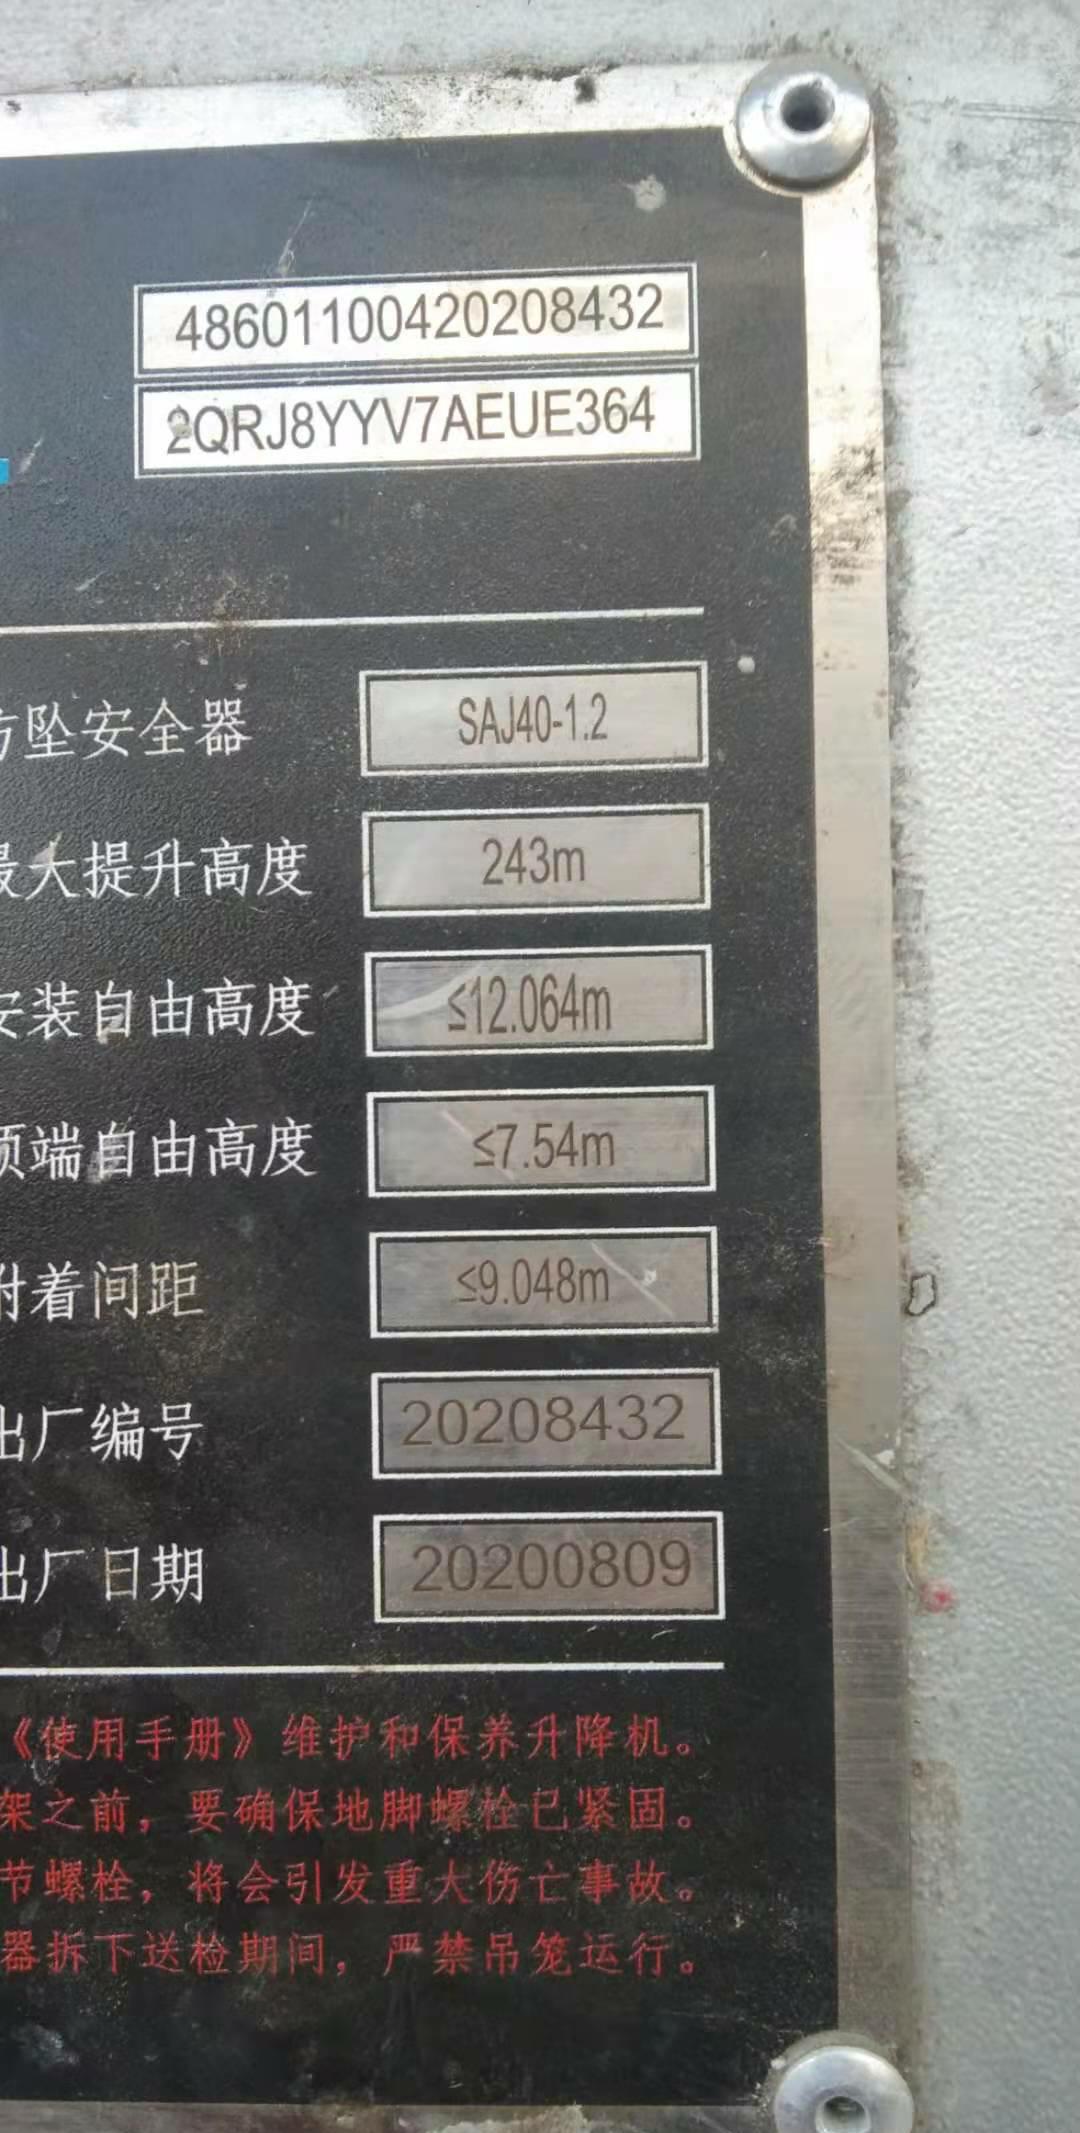 48601100420208432
2QRJ8YYV7AEUE364
防坠安全器 SAJ40-1.2
最大提升高度 243m
安装自由高度 ≤12.064m
顶端自由高度 ≤7.54m
附着间距 ≤9.048m
出厂编号 20208432
出厂日期 20200809
《使用手册》维护和保养升降机。
架之前，要确保地脚螺栓已紧固。
节螺栓，将会引发重大伤亡事故。
器拆下送检期间，严禁吊笼运行。